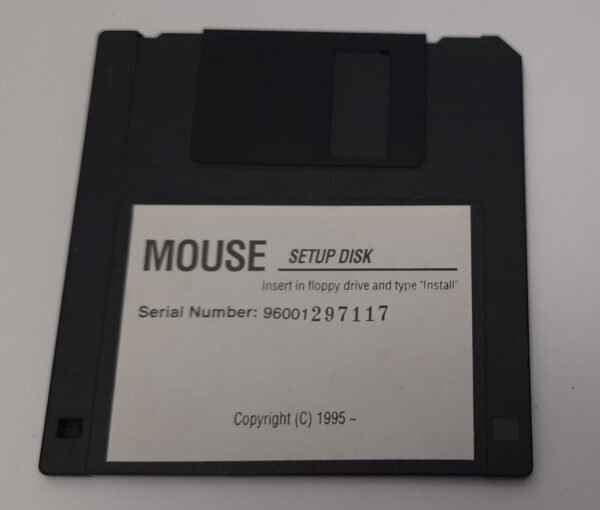 MOUSE SETUP DISK
Insert in floppy drive and type "Install"
Serial Number: 96001297117
Copyright (C) 1995 ~